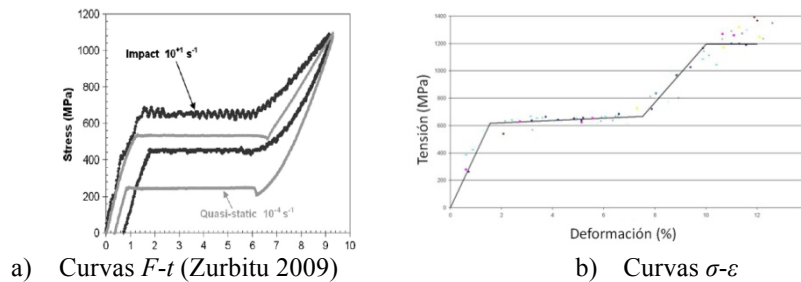 1200
1000
800
600
400
200
0
Stress (MPa)
Impact 10⁺¹ s⁻¹
Quasi-static 10⁻⁴ s⁻¹
0 1 2 3 4 5 6 7 8 9 10
a) Curvas F-t (Zurbitu 2009)
1400
1200
1000
800
600
400
200
0
Tensión (MPa)
0 2 4 6 8 10 12
Deformación (%)
b) Curvas σ-ε